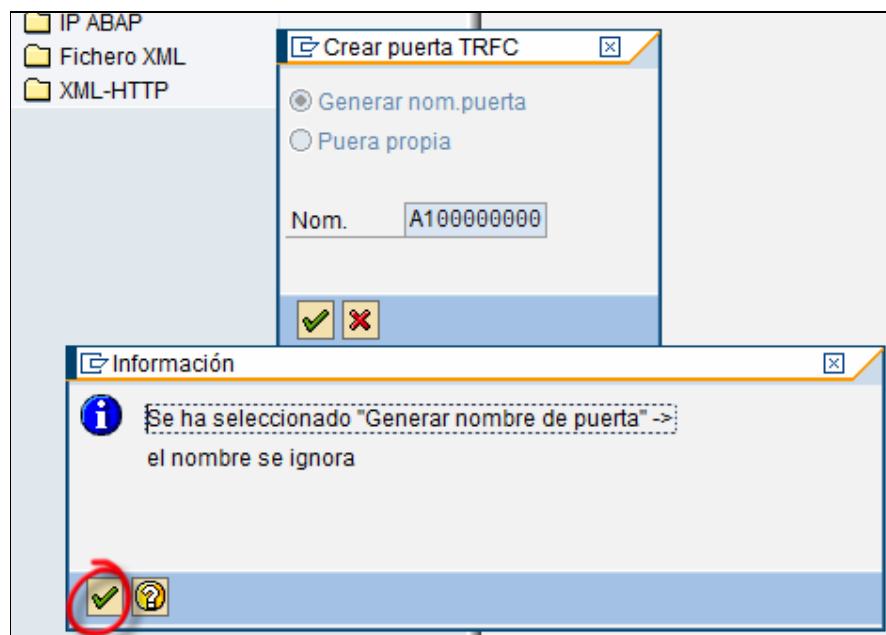 IP ABAP
Fichero XML
XML-HTTP
Crear puerta TRFC
Generar nom.puerta
Puera propia
Nom. A100000000
Información
Se ha seleccionado "Generar nombre de puerta" ->
el nombre se ignora